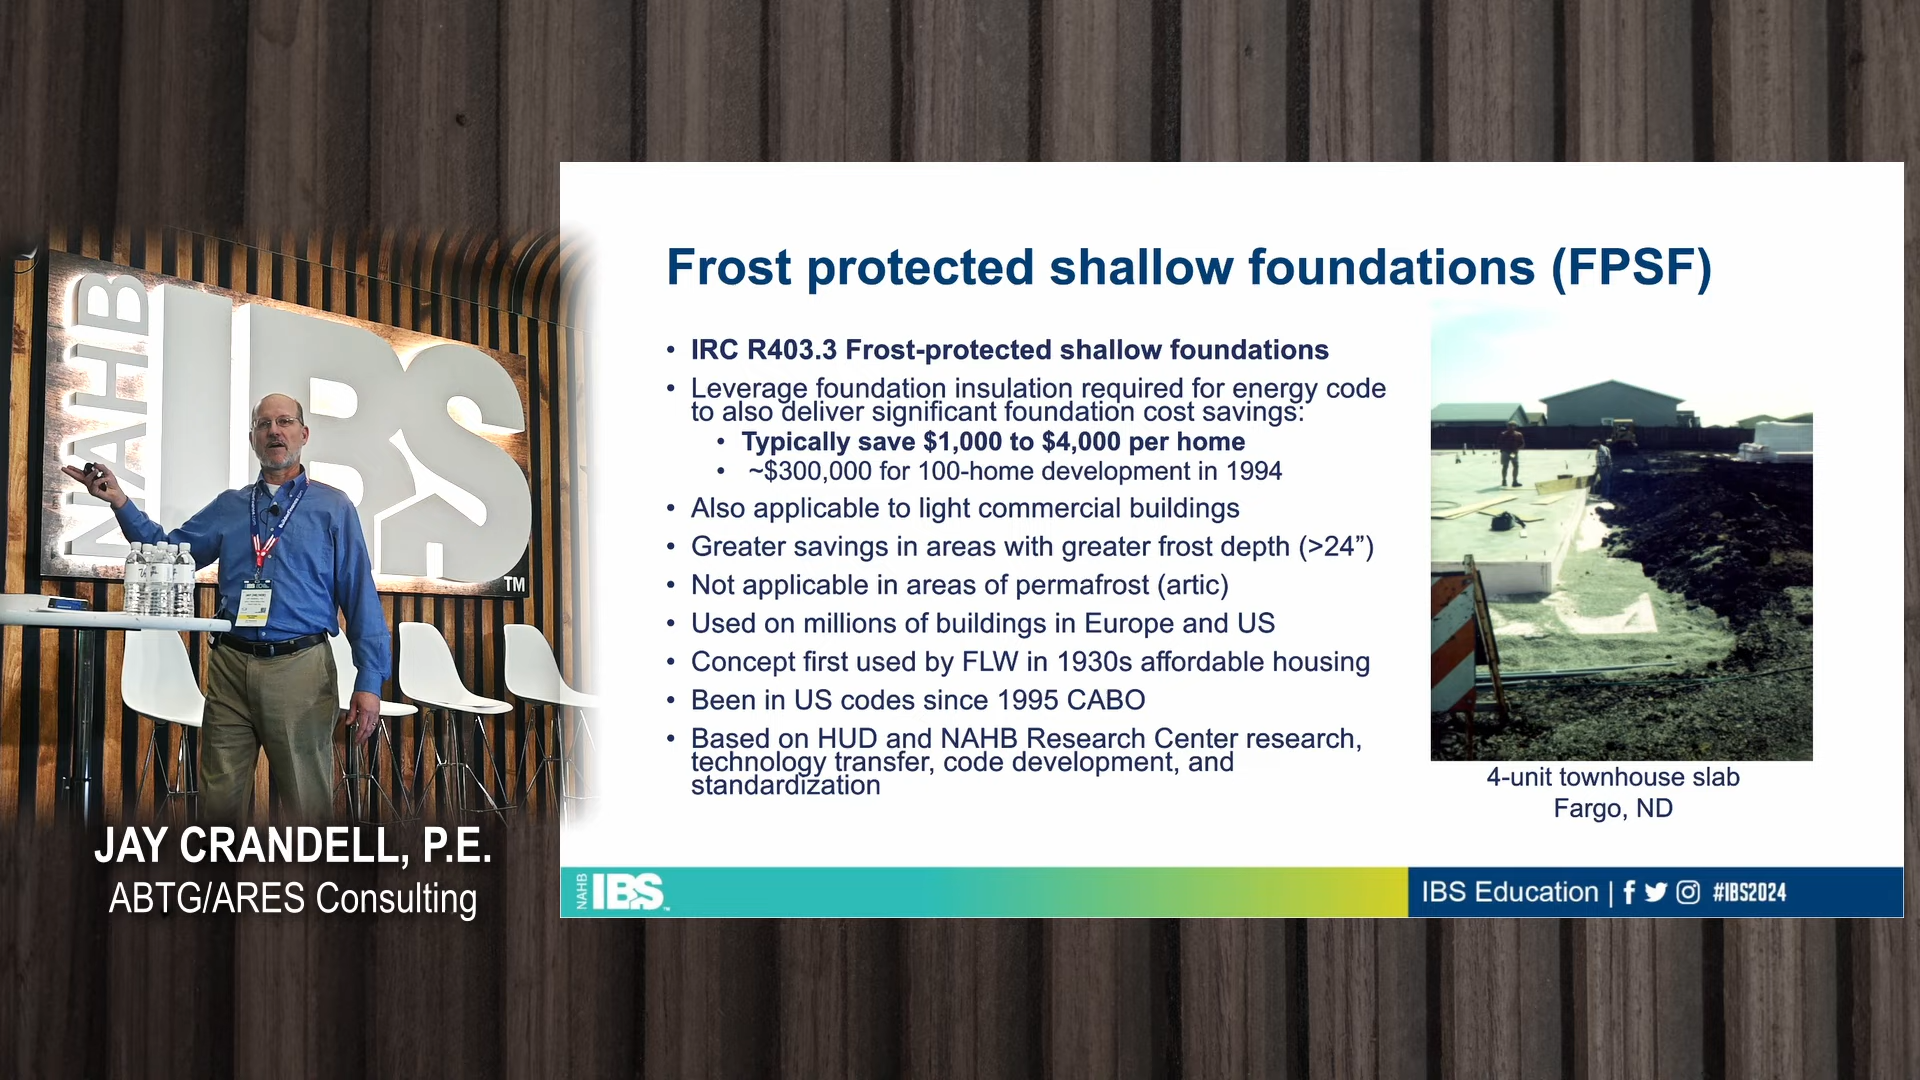 NAHB
IBS
TM
JAY CRANDELL, P.E.
ABTG/ARES Consulting
Frost protected shallow foundations (FPSF)
• IRC R403.3 Frost-protected shallow foundations
• Leverage foundation insulation required for energy code
to also deliver significant foundation cost savings:
• Typically save $1,000 to $4,000 per home
• ~$300,000 for 100-home development in 1994
• Also applicable to light commercial buildings
• Greater savings in areas with greater frost depth (>24”)
• Not applicable in areas of permafrost (artic)
• Used on millions of buildings in Europe and US
• Concept first used by FLW in 1930s affordable housing
• Been in US codes since 1995 CABO
• Based on HUD and NAHB Research Center research,
technology transfer, code development, and
standardization
4-unit townhouse slab
Fargo, ND
NAHB
IBS
IBS Education | #IBS2024